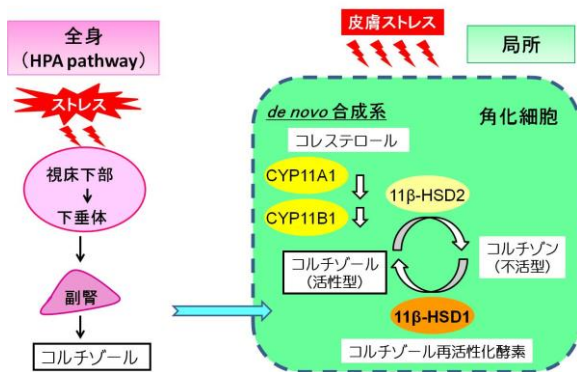 全身
(HPA pathway)
ストレス
視床下部
下垂体
副腎
コルチゾール
皮膚ストレス
局所
de novo 合成系
角化細胞
コレステロール
CYP11A1
CYP11B1
11β-HSD2
コルチゾール
(活性型)
コルチゾン
(不活型)
11β-HSD1
コルチゾール再活性化酵素